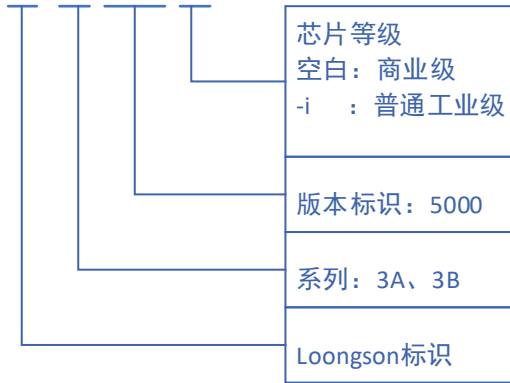 芯片等级
空白：商业级
-i ：普通工业级
版本标识：5000
系列：3A、3B
Loongson标识